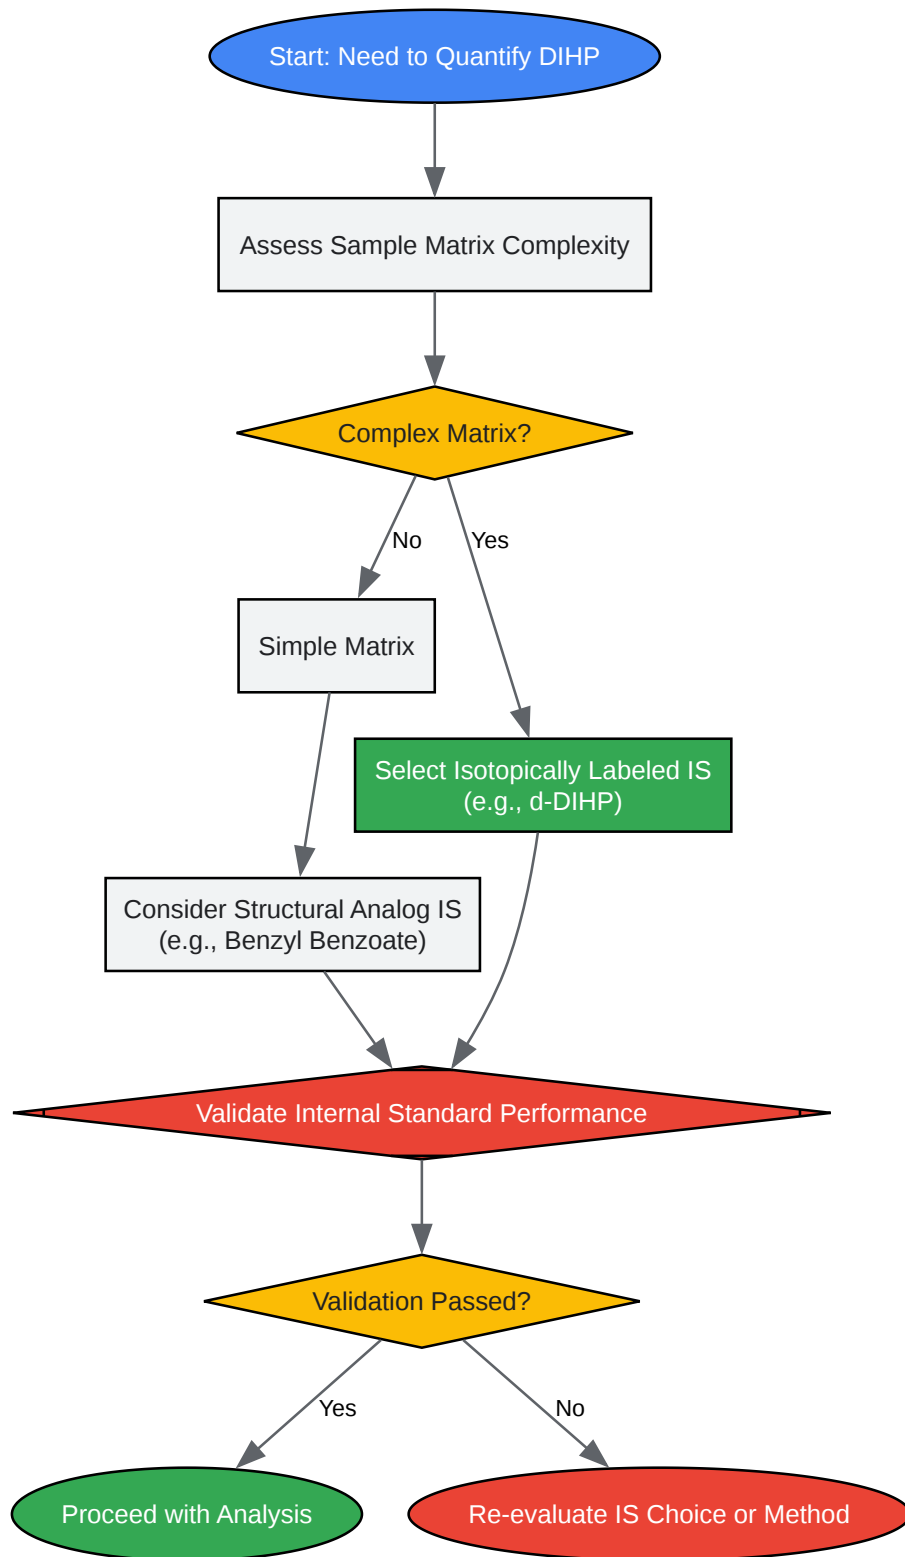 Start: Need to Quantify DIHP
Assess Sample Matrix Complexity
Complex Matrix?
No
Yes
Simple Matrix
Select Isotopically Labeled IS
(e.g., d-DIHP)
Consider Structural Analog IS
(e.g., Benzyl Benzoate)
Validate Internal Standard Performance
Validation Passed?
Yes
No
Proceed with Analysis
Re-evaluate IS Choice or Method